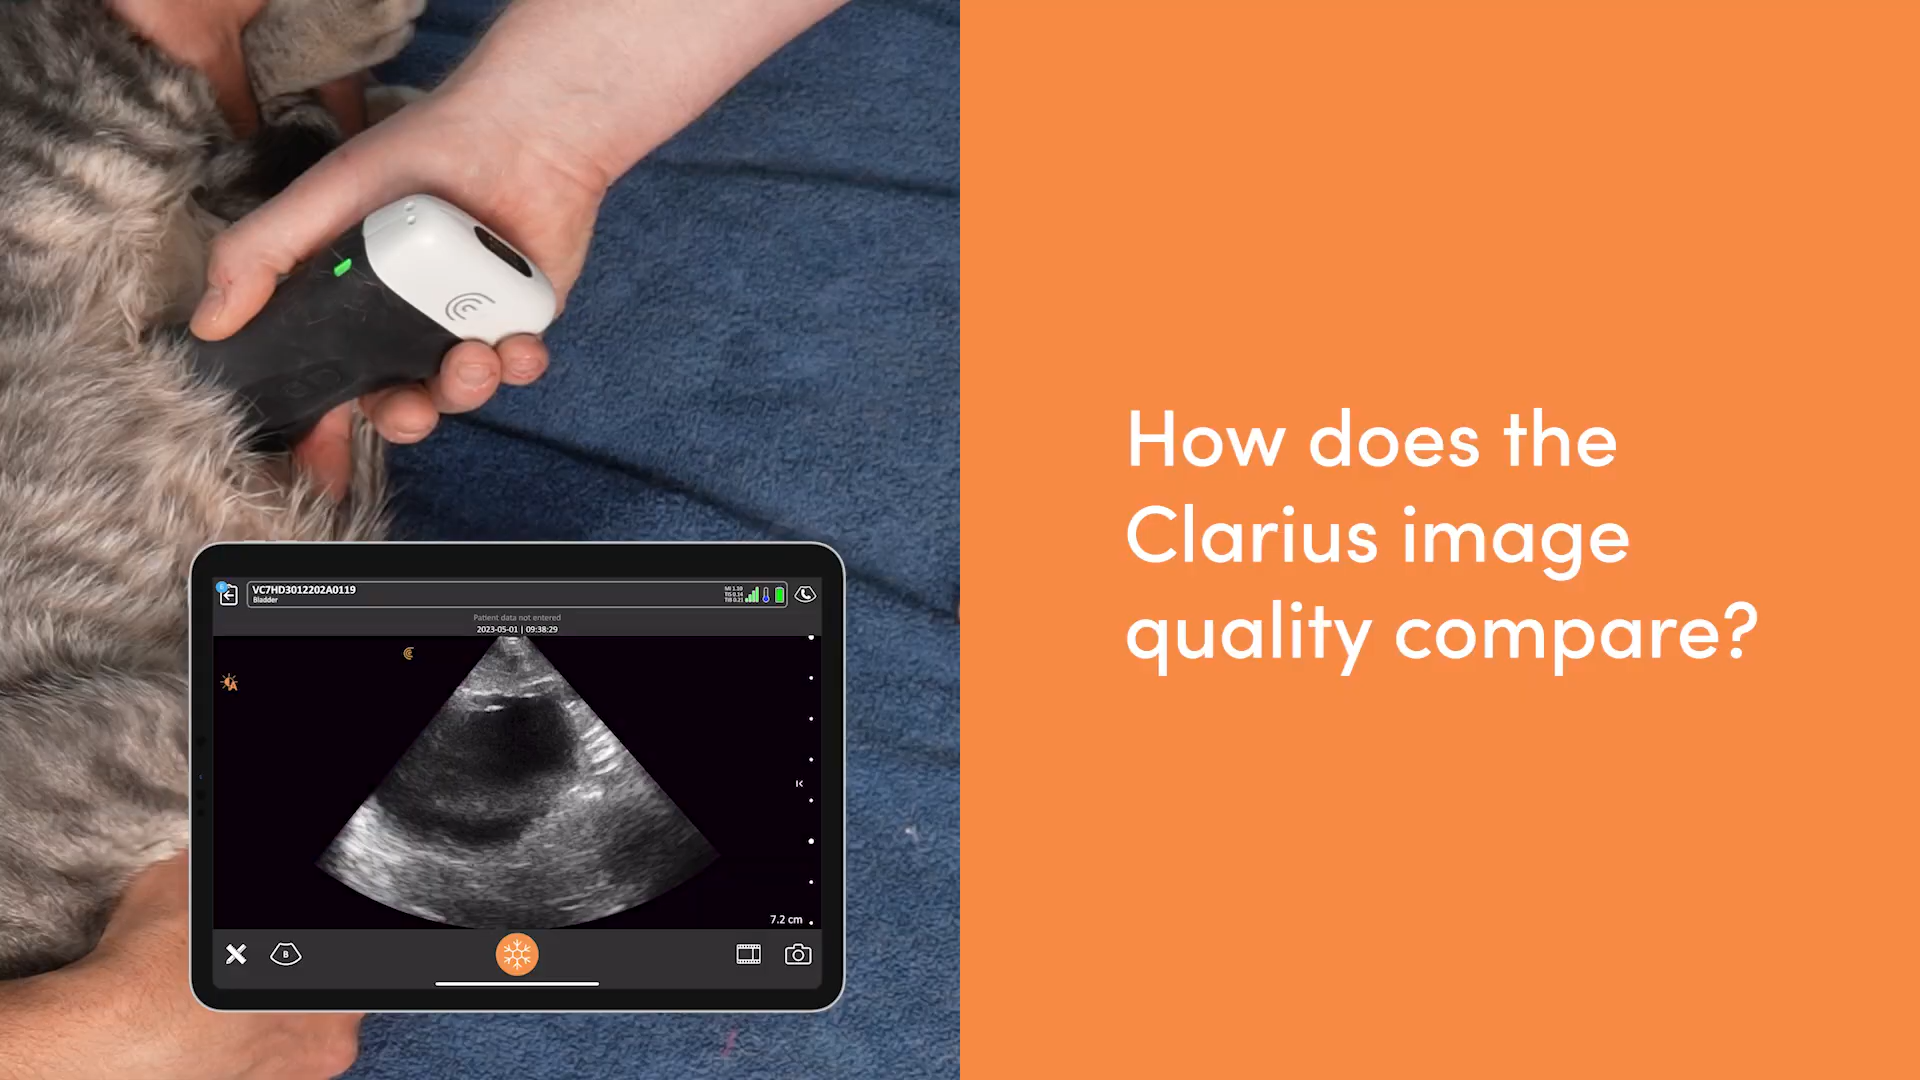 VC7HD3012202A0119
Bladder
Patient data not entered
2023-05-01 | 09:38:29
7.2 cm
B
How does the
Clarius image
quality compare?